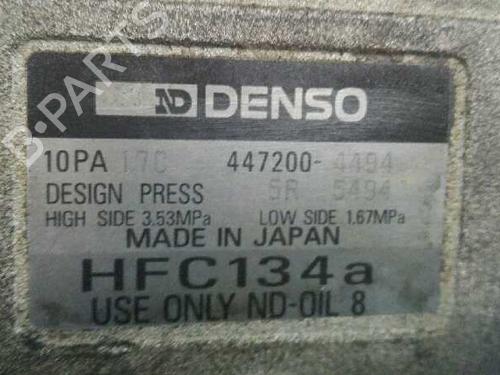 ND DENSO
10PA 17C 447200-4494
DESIGN PRESS SR 5494
HIGH SIDE 3.53MPa LOW SIDE 1.67MPa
MADE IN JAPAN
HFC134a
USE ONLY ND-OIL 8
B-PARTS